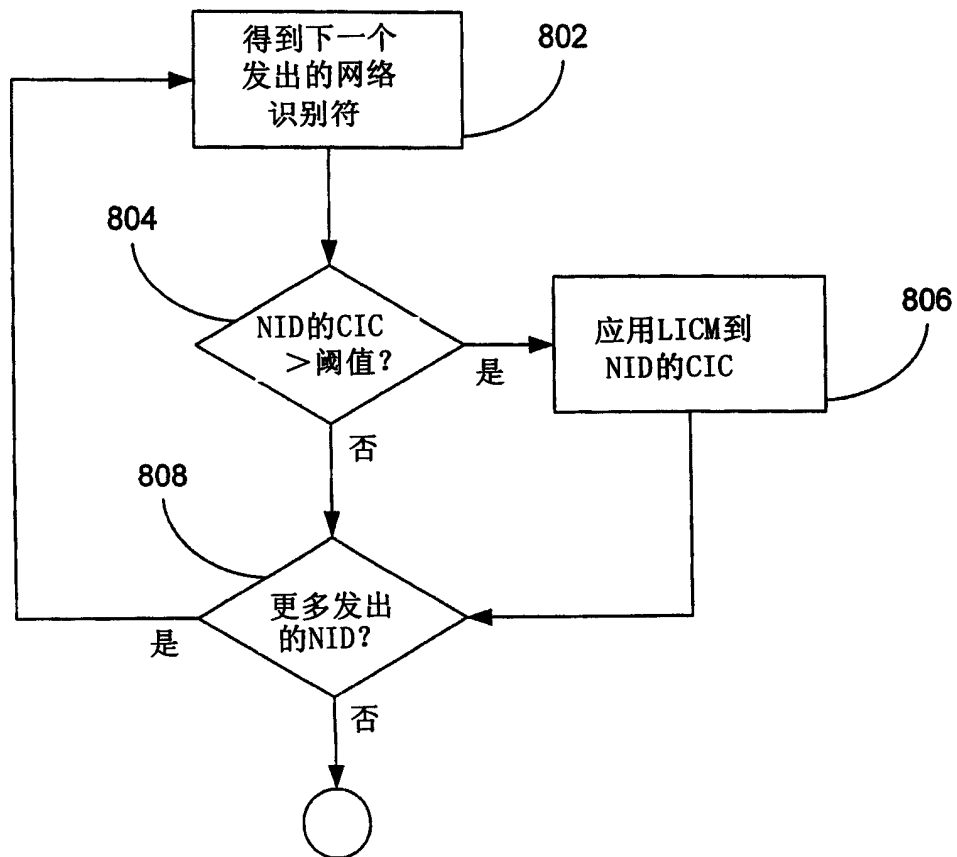 得到下一个
发出的网络
识别符
802
804
NID的CIC
>阈值?
是
应用LICM到
NID的CIC
806
否
808
更多发出
的NID?
是
否